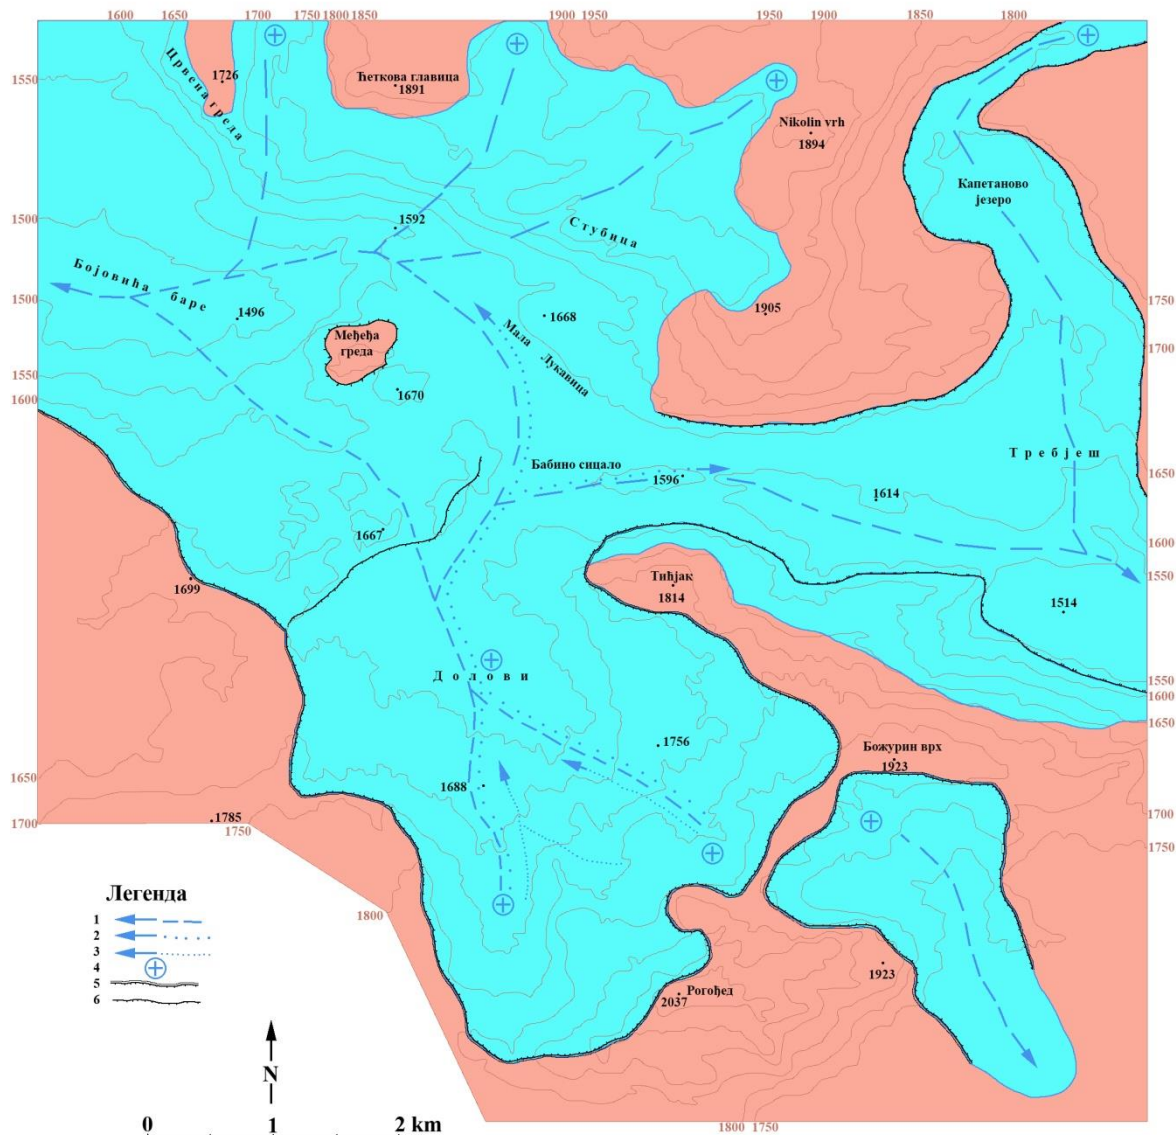 1600 1650 1700 1750 1800 1850 1900 1950 1950 1900 1850 1800
1550
Црвена греда
1726
Ћеткова главица
1891
Nikolin vrh
1894
Капетаново
језеро
1500
1592
Стубица
Бојовића баре
1500
1496
Међеђа
греда
1668
1905
1750
Мала Лукавица
1700
1550
1600
1670
Требјеш
Бабино сицало
1596
1614
1650
1667
1600
1550
1699
Тићјак
1814
1514
Долови
1550
1600
1756
Божурин врх
1923
1650
1688
1700
1785
1750
1700
1750
Легенда
1800
1
2
3
4
5
6
1923
Рогођед
2037
N
0 1 2 km
1800 1750